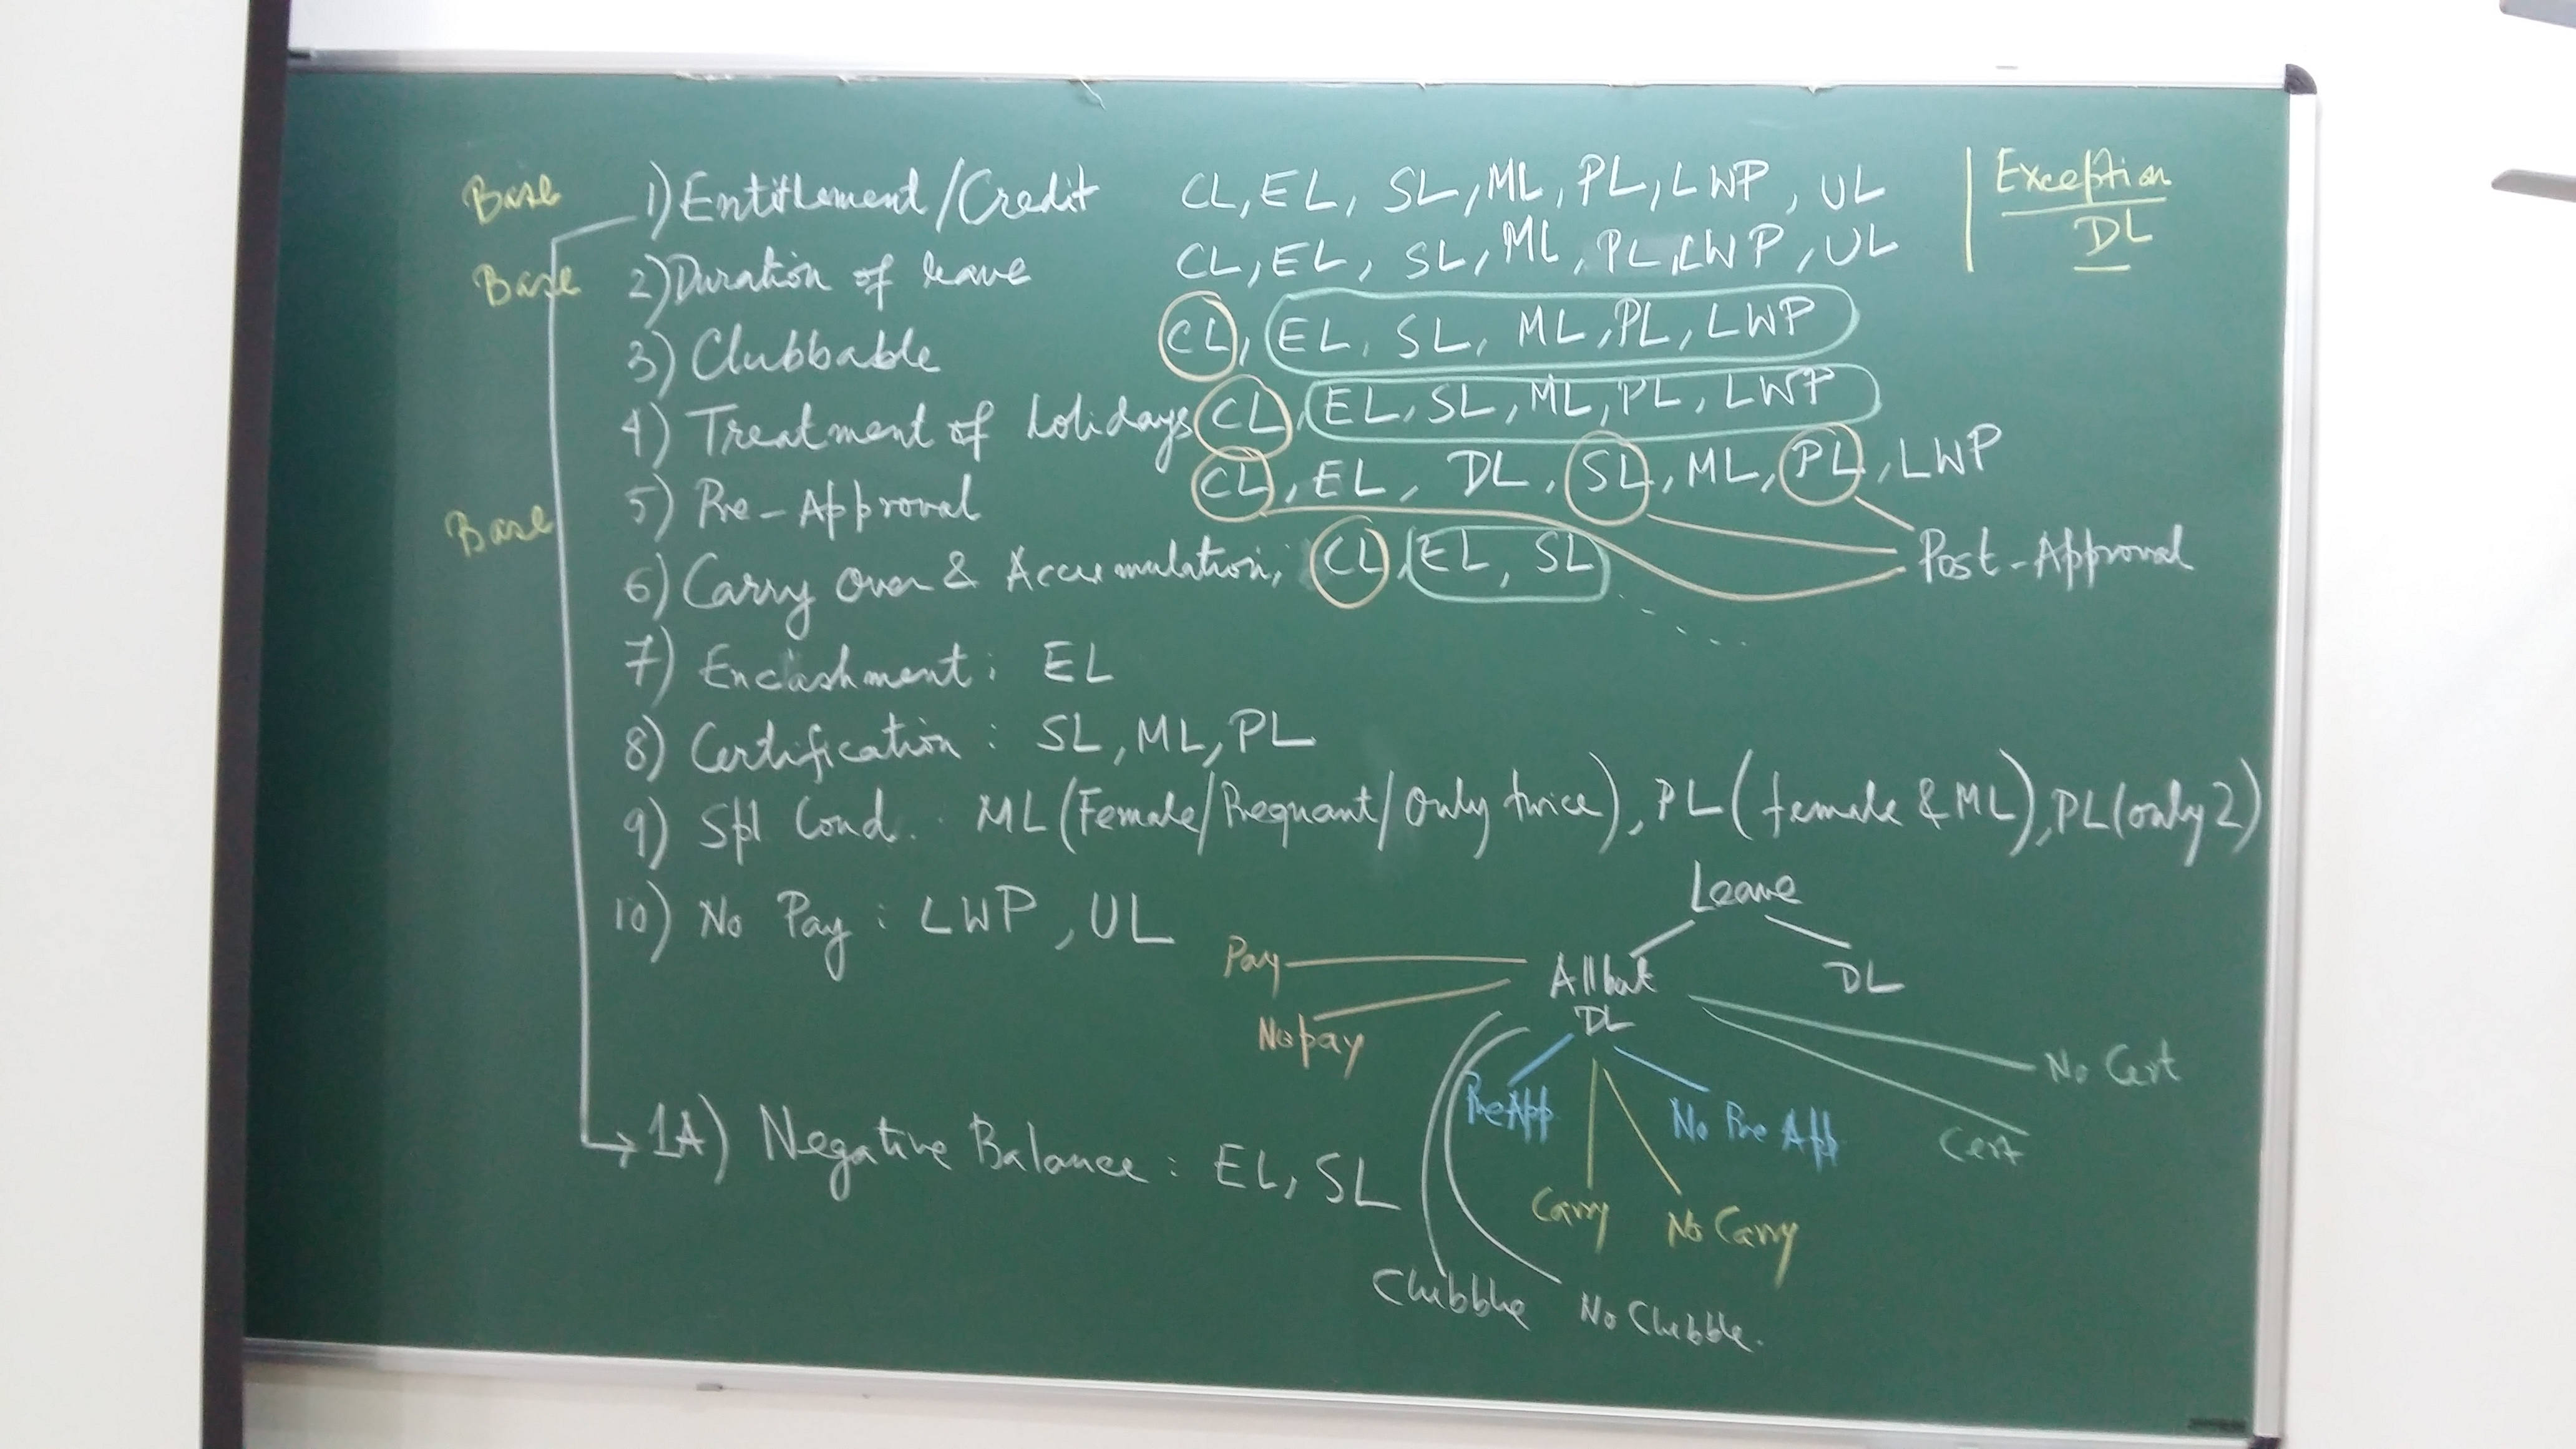 Base 1) Entitlement/Credit CL, EL, SL, ML, PL, LWP, UL Exception
DL
Base 2) Duration of leave CL, EL, SL, ML, PL, LWP, UL
3) Clubbable CL, EL, SL, ML, PL, LWP
4) Treatment of holidays CL, EL, SL, ML, PL, LWP
Base 5) Pre-Approval CL, EL, DL, SL, ML, PL, LWP
Post-Approval
6) Carry Over & Accumulation; CL, EL, SL
7) Encashment: EL
8) Certification: SL, ML, PL
9) Spl Cond. : ML (Female/Pregnant/Only twice), PL (female & ML), PL (only 2)
10) No Pay: LWP, UL
Leave
All but DL
DL
Pay
No pay
Pre App
No Pre App
No Cert
Cert
Carry
No Carry
Clubble
No Clubble.
1A) Negative Balance: EL, SL